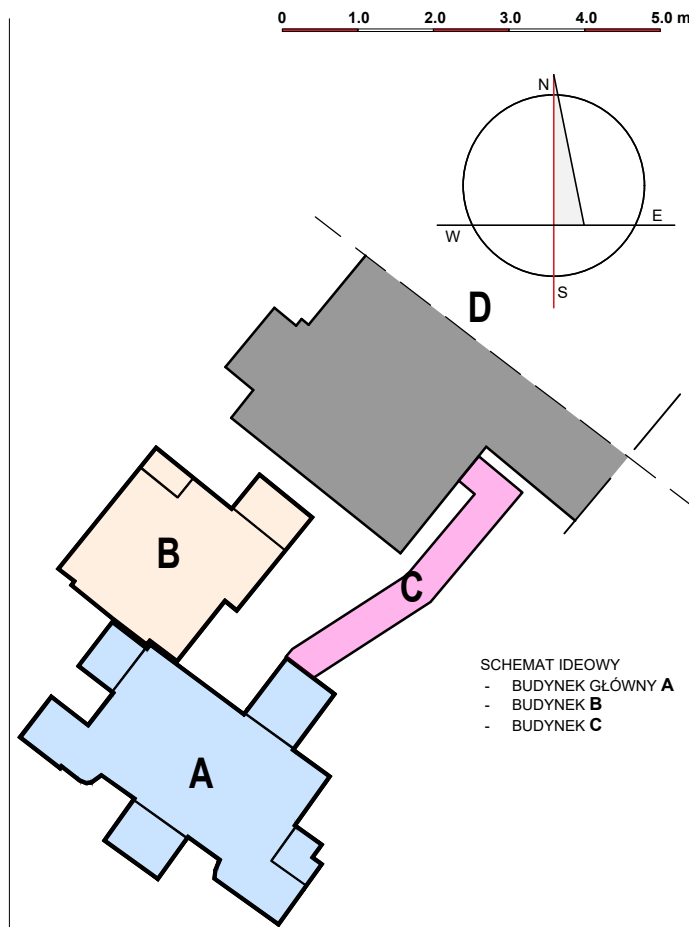 0 1.0 2.0 3.0 4.0 5.0 m
N
W E
S
D
B
C
SCHEMAT IDEOWY
- BUDYNEK GŁÓWNY A
- BUDYNEK B
- BUDYNEK C
A